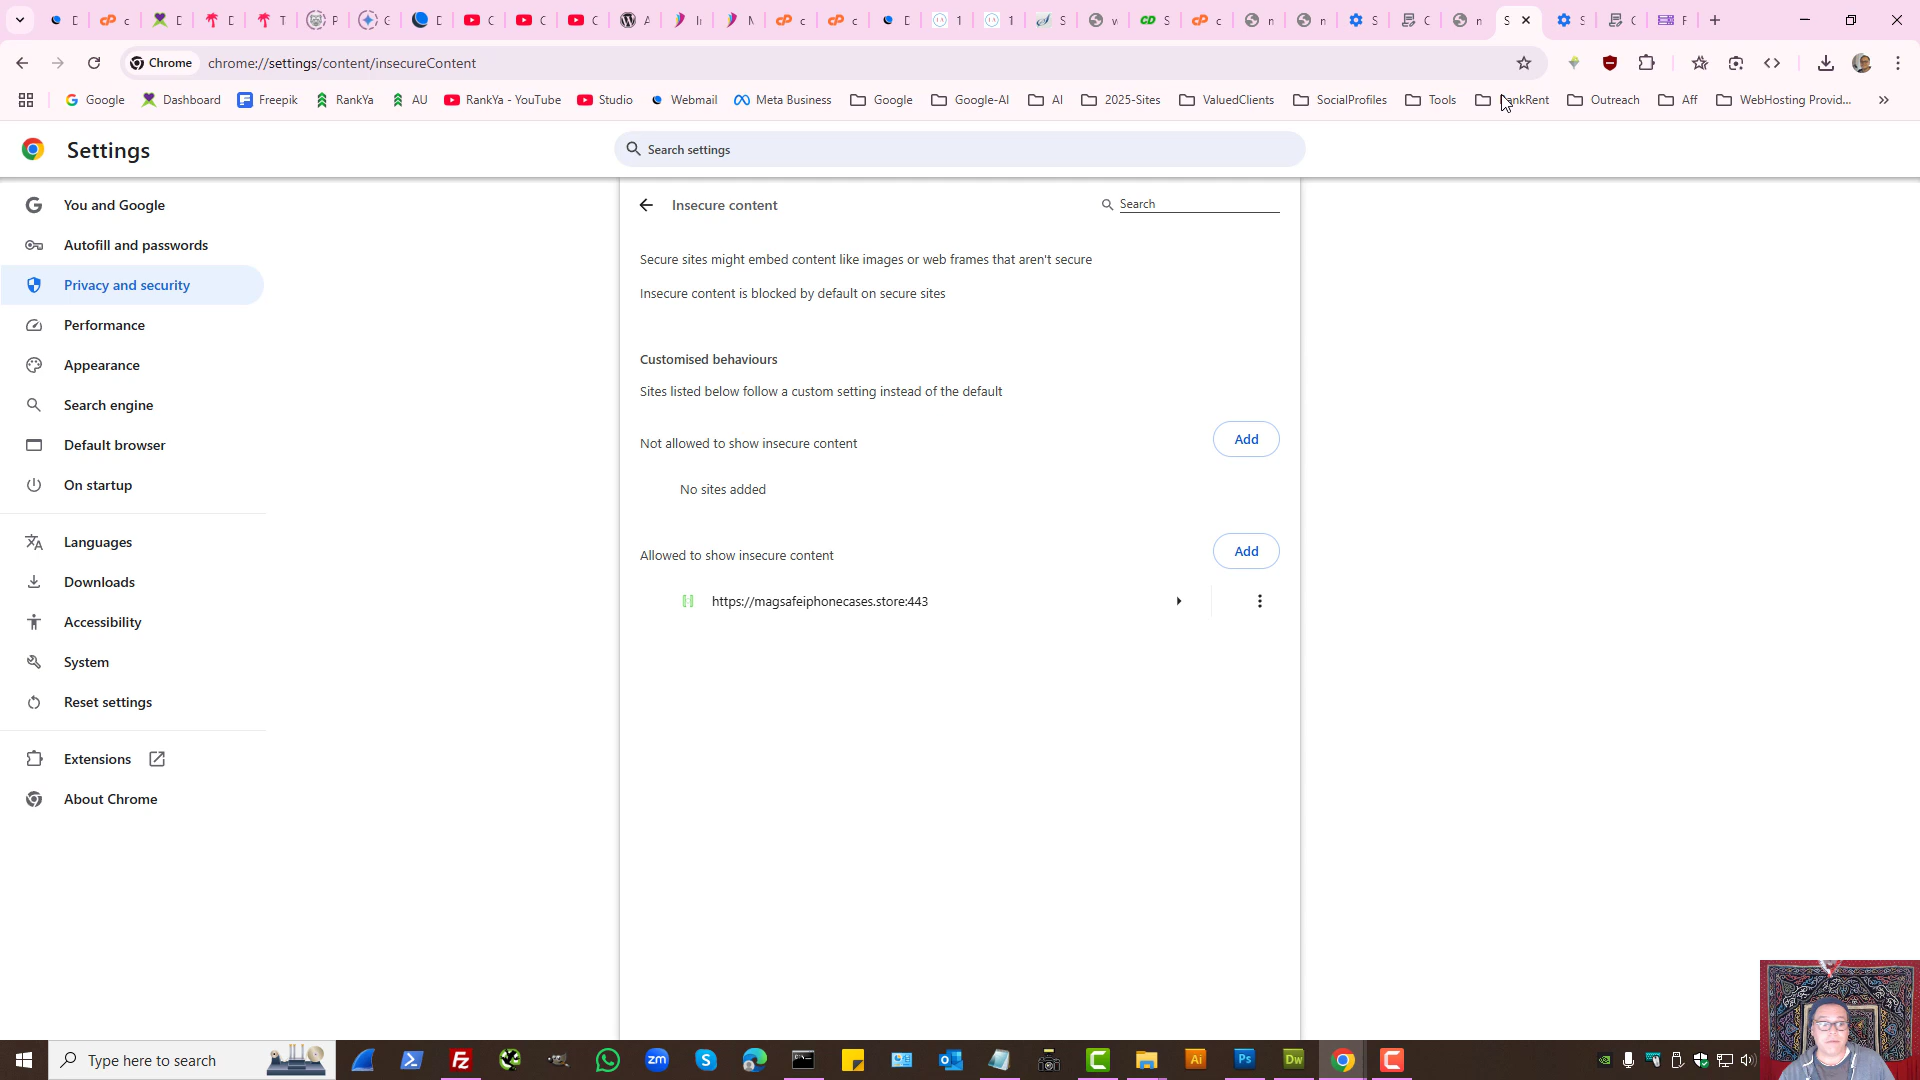 Chrome
chrome://settings/content/insecureContent
Google
Dashboard
Freepik
RankYa
AU
RankYa - YouTube
Studio
Webmail
Meta Business
Google
Google-AI
AI
2025-Sites
ValuedClients
SocialProfiles
Tools
Outreach
Aff
WebHosting Provid...
Settings
Search settings
You and Google
Autofill and passwords
Privacy and security
Performance
Appearance
Search engine
Default browser
On startup
Languages
Downloads
Accessibility
System
Reset settings
Extensions
About Chrome
Insecure content
Search
Secure sites might embed content like images or web frames that aren't secure
Insecure content is blocked by default on secure sites
Customised behaviours
Sites listed below follow a custom setting instead of the default
Not allowed to show insecure content
Add
No sites added
Allowed to show insecure content
Add
https://magsafeiphonecases.store:443
Type here to search